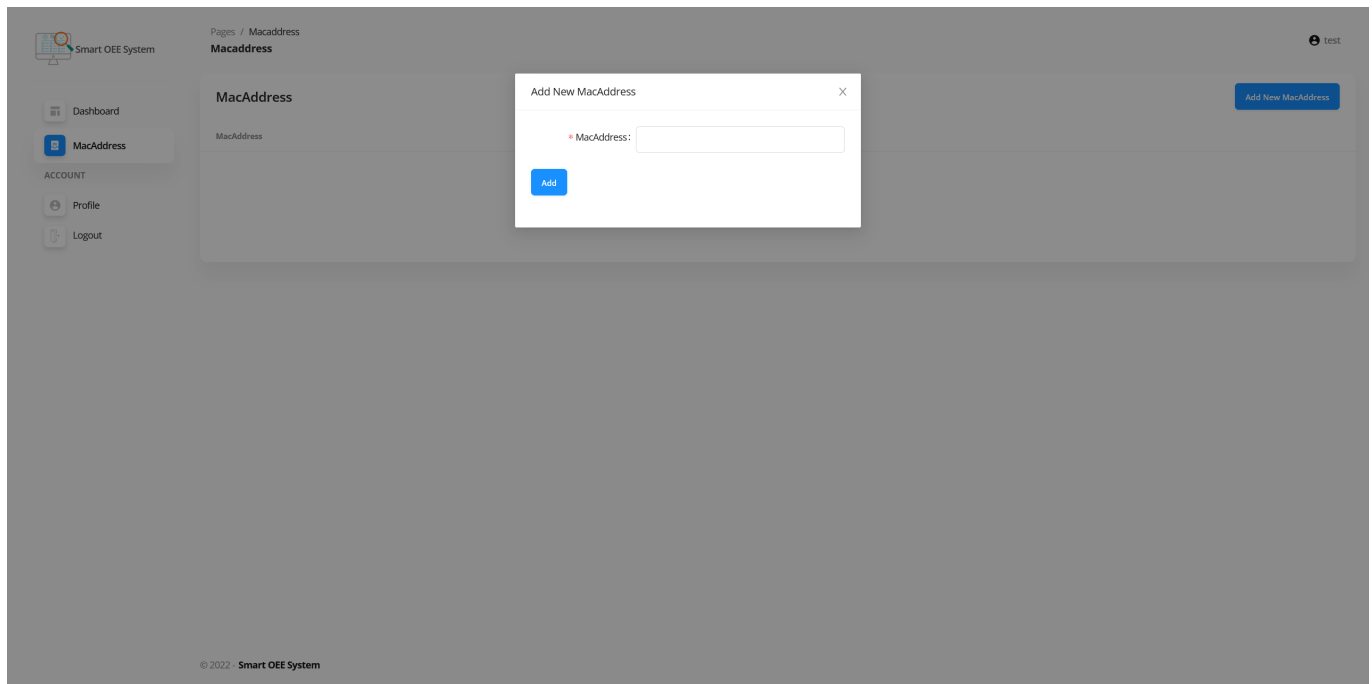 Smart OEE System
Pages / Macaddress
Macaddress
test
Dashboard
MacAddress
ACCOUNT
Profile
Logout
MacAddress
Add New MacAddress
MacAddress
Add New MacAddress
* MacAddress:
Add
© 2022 - Smart OEE System